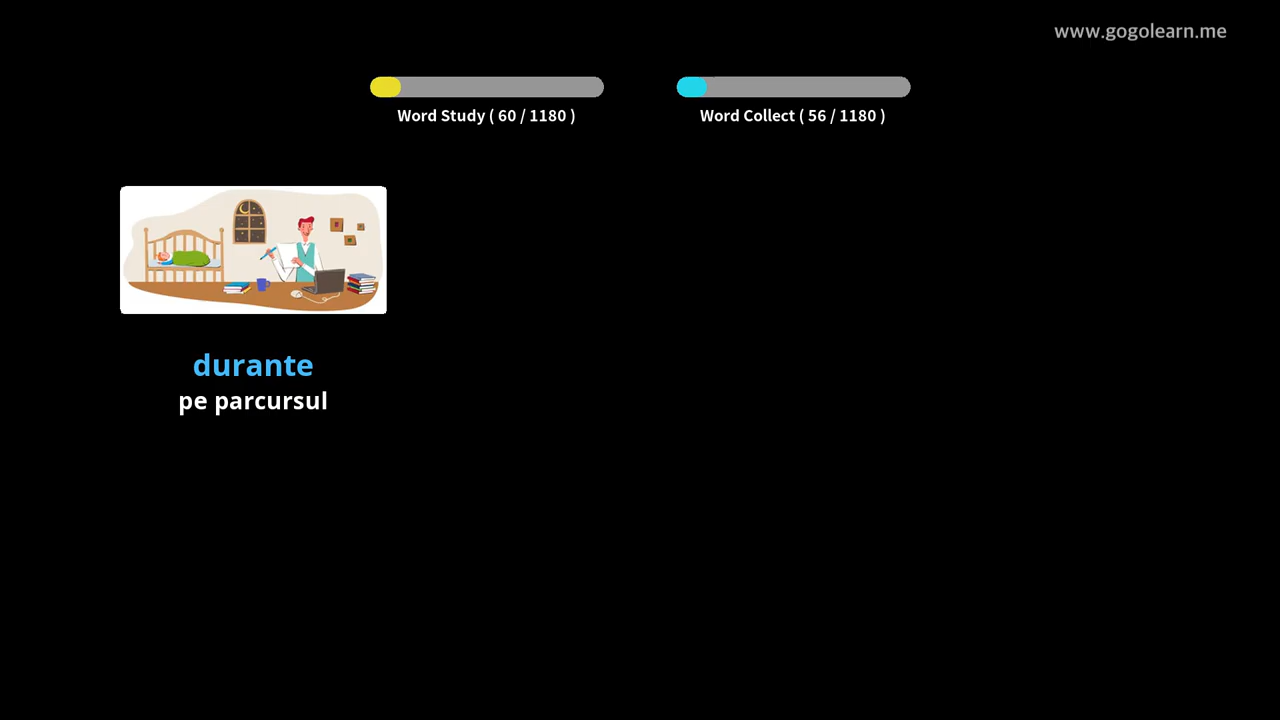 www.gogolearn.me
Word Study ( 60 / 1180 )
Word Collect ( 56 / 1180 )
durante
pe parcursul